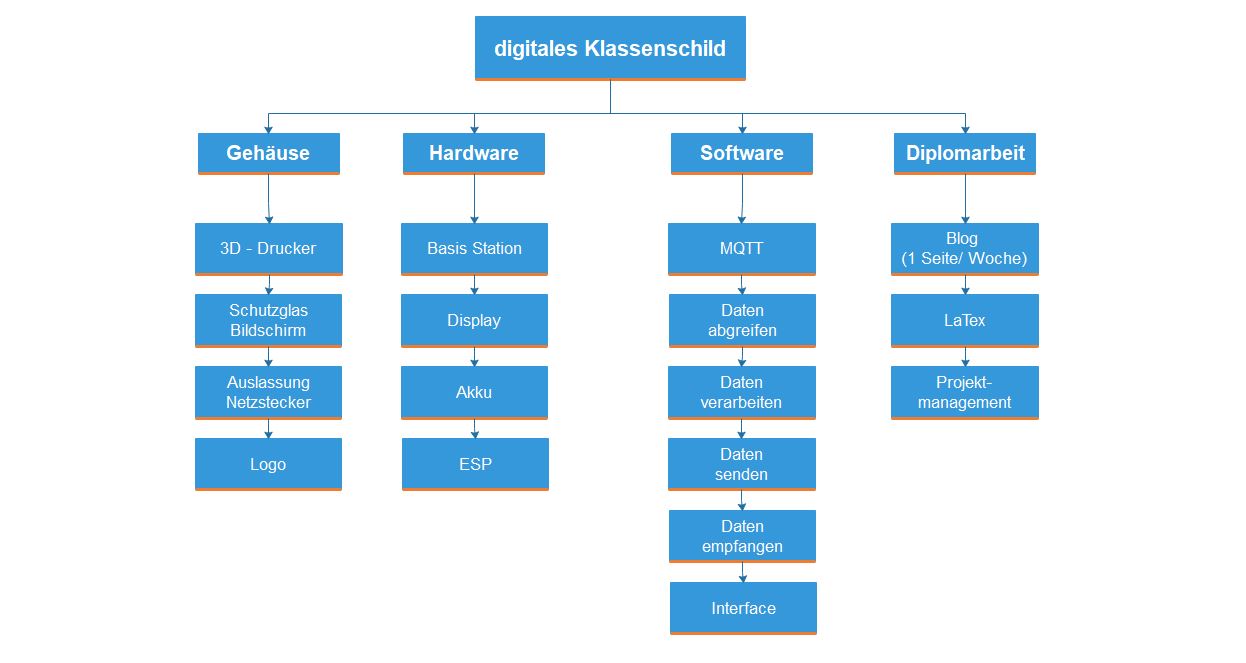 digitales Klassenschild
Gehäuse
3D - Drucker
Schutzglas
Bildschirm
Auslassung
Netzstecker
Logo
Hardware
Basis Station
Display
Akku
ESP
Software
MQTT
Daten
abgreifen
Daten
verarbeiten
Daten
senden
Daten
empfangen
Interface
Diplomarbeit
Blog
(1 Seite/ Woche)
LaTex
Projekt-
management